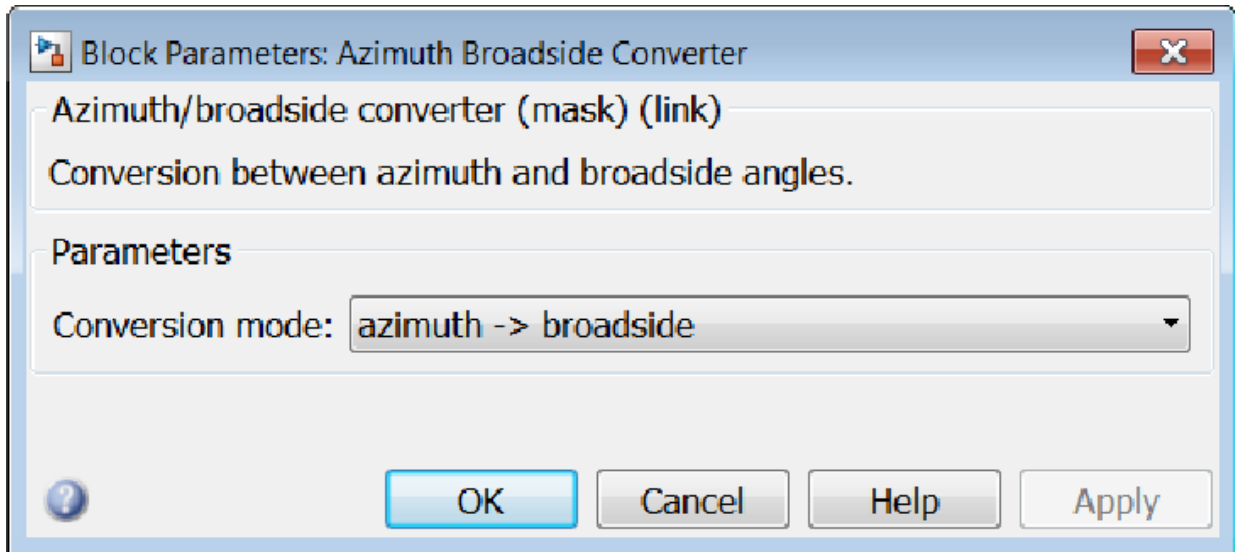 Block Parameters: Azimuth Broadside Converter
Azimuth/broadside converter (mask) (link)
Conversion between azimuth and broadside angles.
Parameters
Conversion mode: azimuth -> broadside
? OK Cancel Help Apply